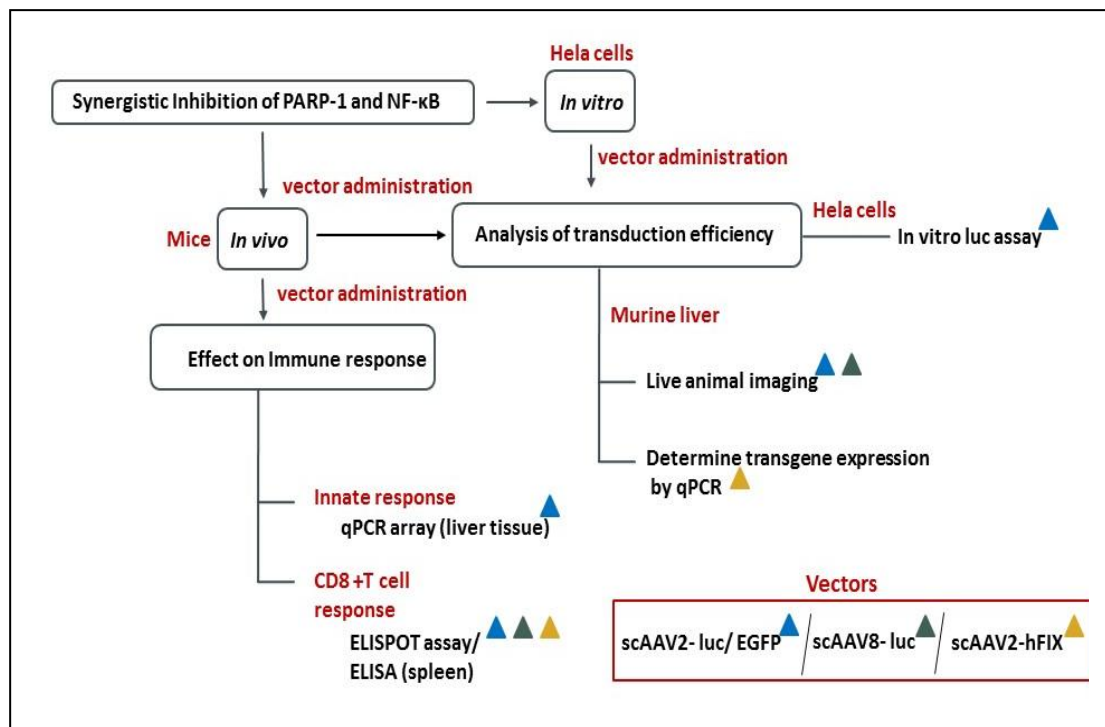 Hela cells
Synergistic Inhibition of PARP-1 and NF-κB
In vitro
vector administration
vector administration
Mice
In vivo
Analysis of transduction efficiency
Hela cells
In vitro luc assay
vector administration
Murine liver
Effect on Immune response
Live animal imaging
Determine transgene expression
by qPCR
Innate response
qPCR array (liver tissue)
CD8 +T cell
response
ELISPOT assay/
ELISA (spleen)
Vectors
scAAV2- luc/ EGFP
scAAV8- luc
scAAV2-hFIX